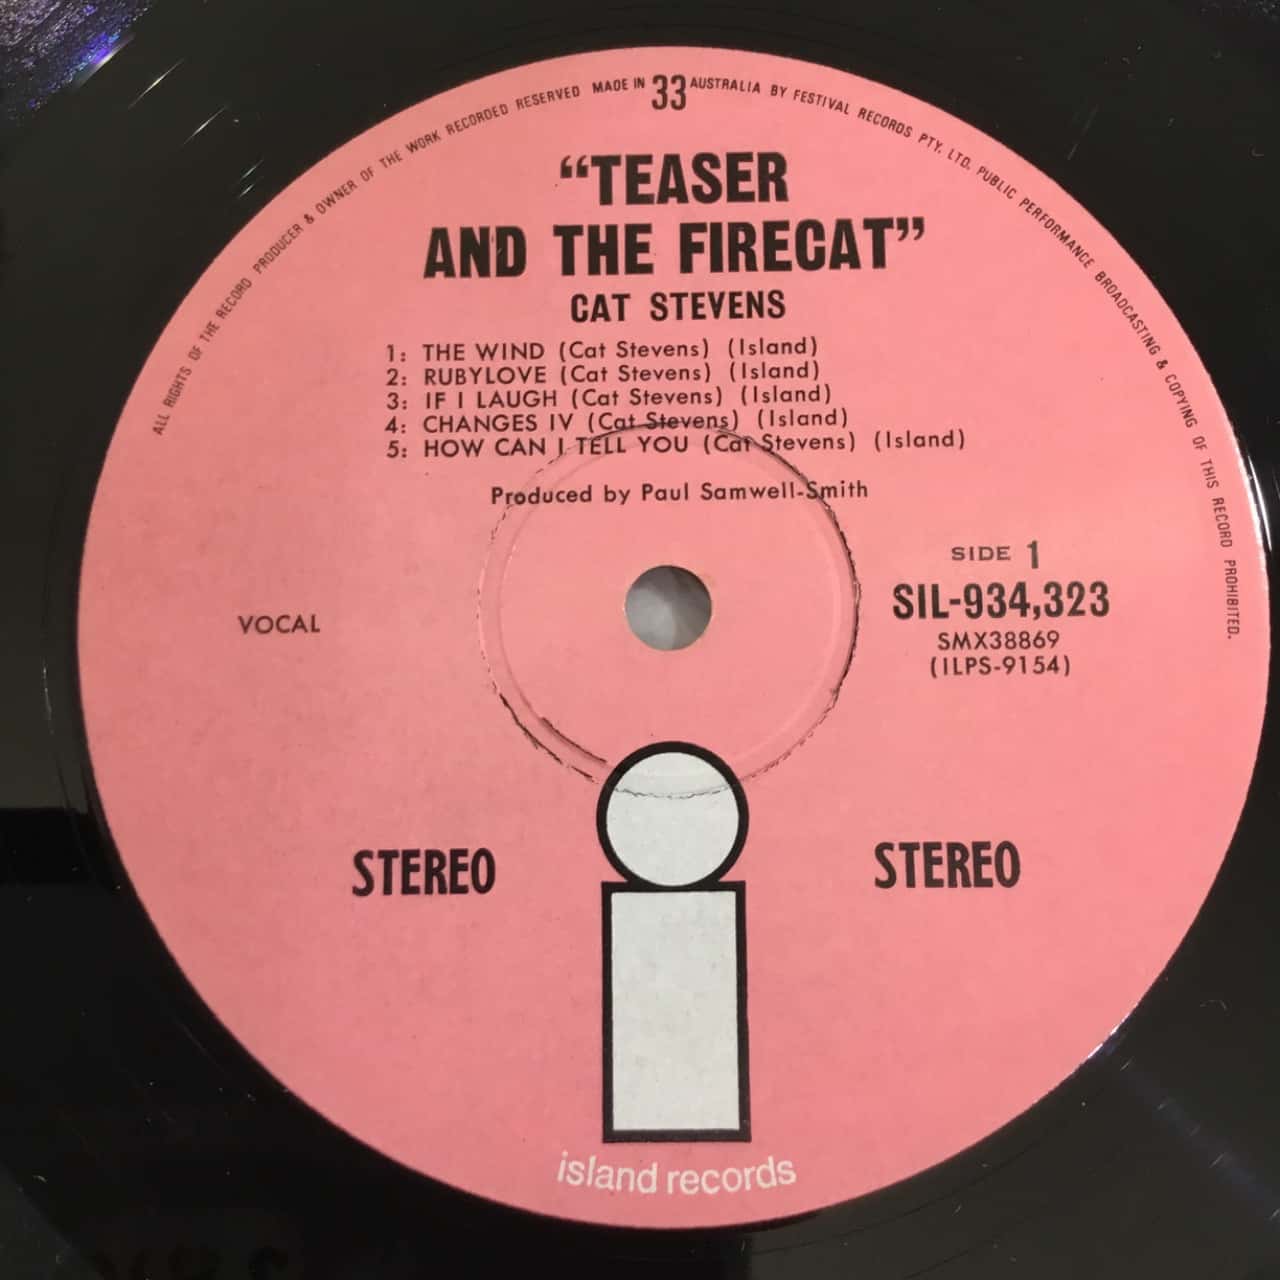 ALL RIGHTS OF THE RECORD PRODUCER & OWNER OF THE WORK RECORDED RESERVED MADE IN 33 AUSTRALIA BY FESTIVAL RECORDS PTY. LTD. PUBLIC PERFORMANCE BROADCASTING & COPYING OF THIS RECORD PROHIBITED.
“TEASER
AND THE FIRECAT”
CAT STEVENS
1: THE WIND (Cat Stevens) (Island)
2: RUBYLOVE (Cat Stevens) (Island)
3: IF I LAUGH (Cat Stevens) (Island)
4: CHANGES IV (Cat Stevens) (Island)
5: HOW CAN I TELL YOU (Cat Stevens) (Island)
Produced by Paul Samwell-Smith
SIDE 1
SIL-934,323
SMX38869
(ILPS-9154)
VOCAL
STEREO STEREO
island records